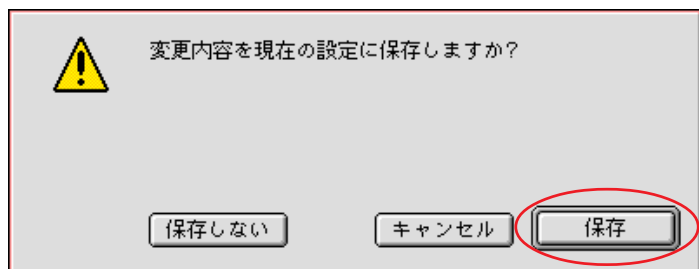 変更内容を現在の設定に保存しますか?
保存しない
キャンセル
保存